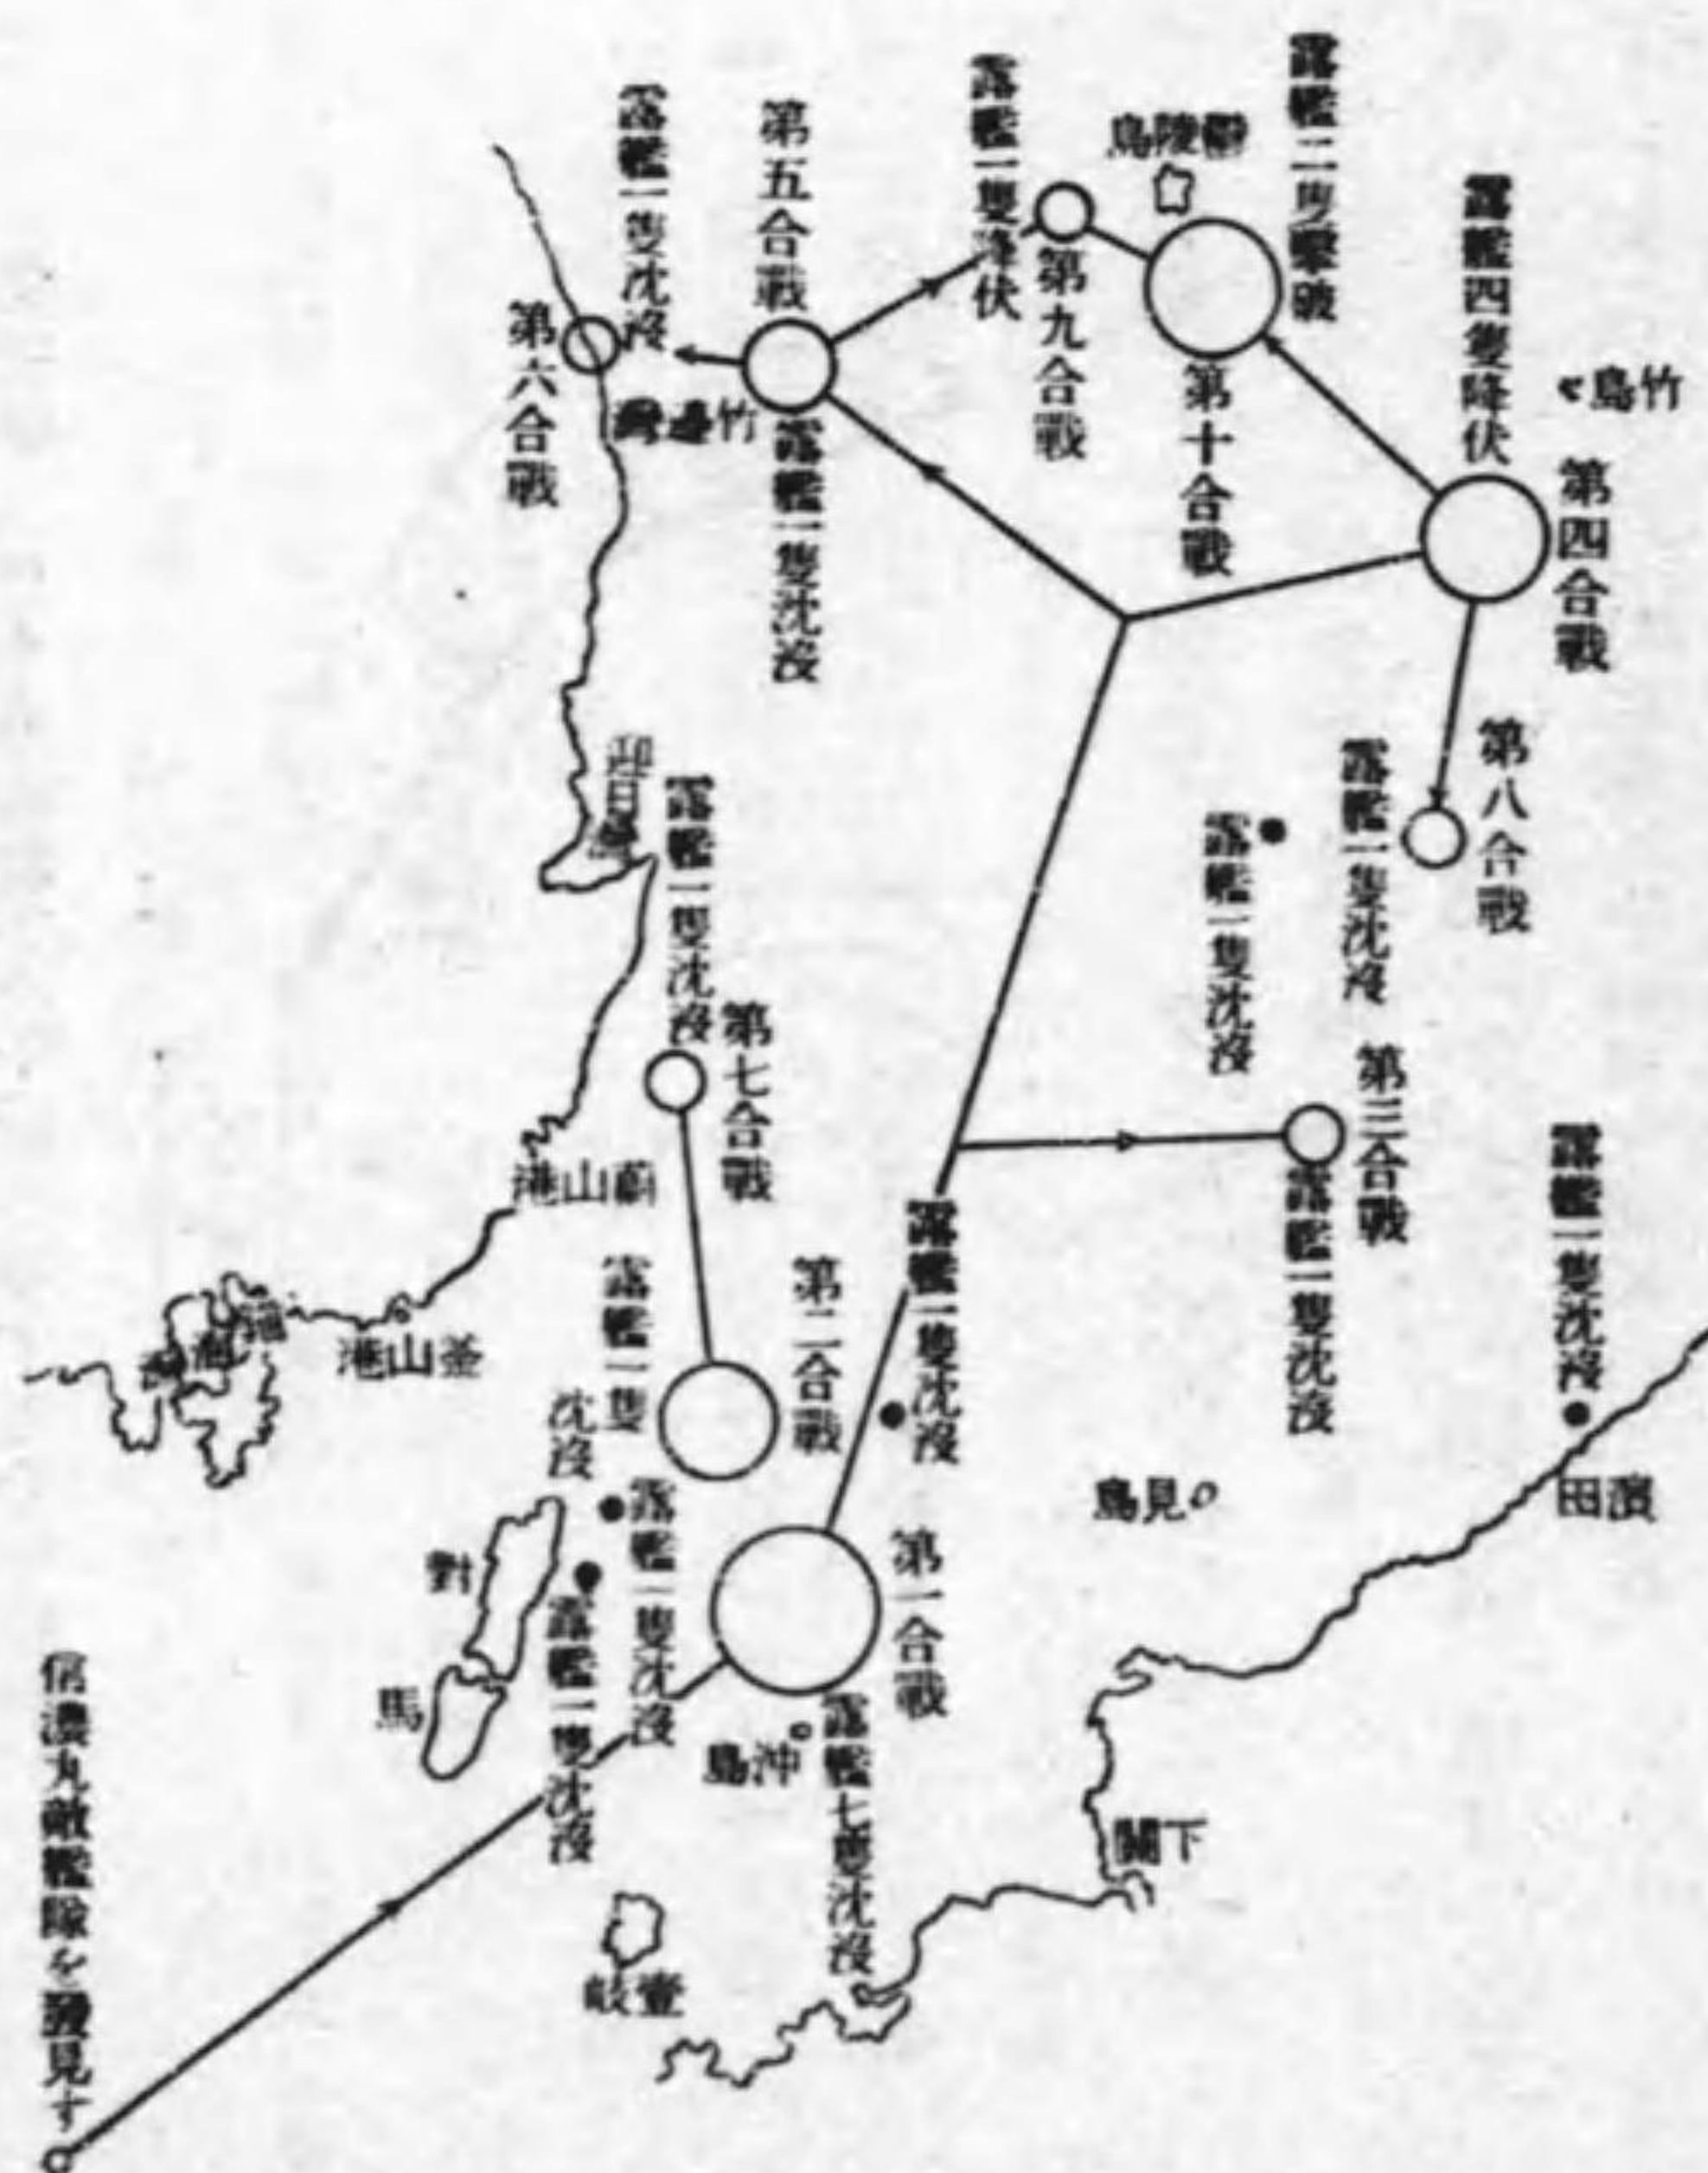 露艦二隻撃破
露艦一隻降伏
鬱陵島
第五合戰
露艦一隻沈沒
露艦四隻降伏
竹島
第四合戰
第十合戰
第九合戰
第六合戰
竹邊灣
露艦一隻沈沒
第八合戰
露艦一隻沈沒
露艦一隻沈沒
迎日灣
露艦一隻沈沒
第七合戰
第三合戰
露艦一隻沈沒
露艦一隻沈沒
濱田
蔚山港
露艦一隻沈沒
第二合戰
露艦一隻
沈沒
釜山港
見島
露艦一隻沈沒
露艦一隻沈沒
對
馬
第一合戰
露艦七隻沈沒
沖島
下關
壹岐
信濃丸敵艦隊を發見す